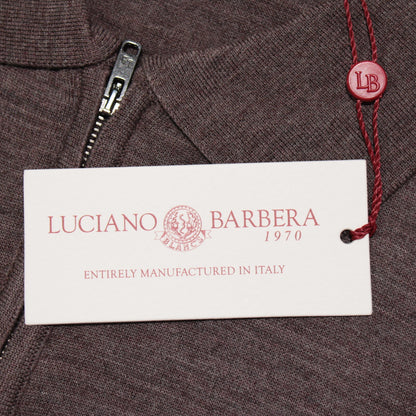 LB
LUCIANO BARBERA
1970
ENTIRELY MANUFACTURED IN ITALY